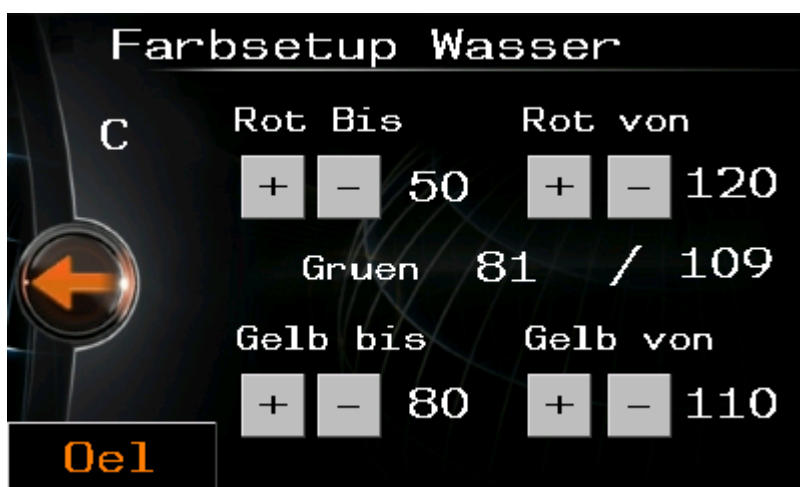 Farbsetup Wasser
C
Rot Bis Rot von
+ - 50 + - 120
Gruen 81 / 109
Gelb bis Gelb von
+ - 80 + - 110
Oel